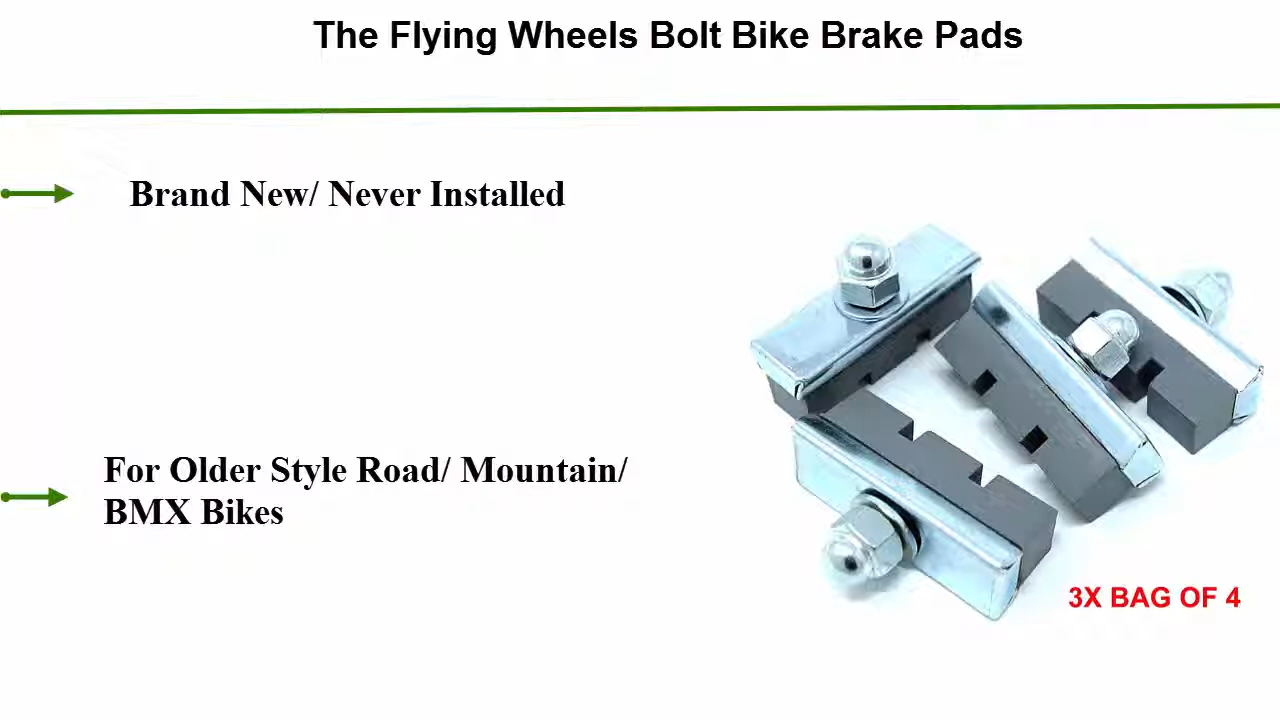 The Flying Wheels Bolt Bike Brake Pads
Brand New/ Never Installed
For Older Style Road/ Mountain/
BMX Bikes
3X BAG OF 4